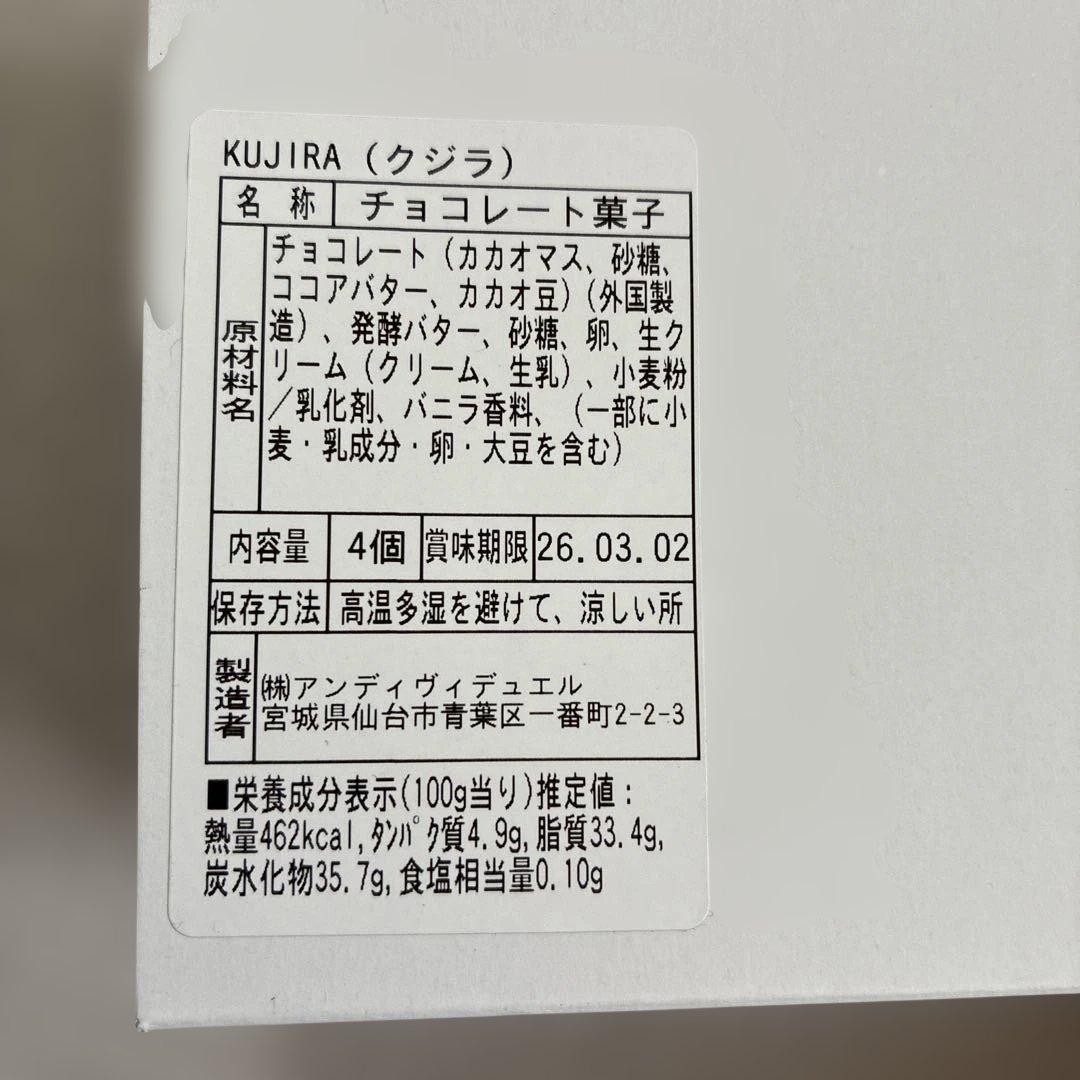 KUJIRA (クジラ)
名 称 チョコレート菓子
原材料名
チョコレート（カカオマス、砂糖、
ココアバター、カカオ豆）（外国製
造）、発酵バター、砂糖、卵、生ク
リーム（クリーム、生乳）、小麦粉
／乳化剤、バニラ香料、（一部に小
麦・乳成分・卵・大豆を含む）
内容量 4個 賞味期限 26.03.02
保存方法 高温多湿を避けて、涼しい所
製造者
㈱アンディヴィデュエル
宮城県仙台市青葉区一番町2-2-3
■栄養成分表示(100g当り)推定値：
熱量462kcal,ﾀﾝﾊﾟｸ質4.9g,脂質33.4g,
炭水化物35.7g,食塩相当量0.10g